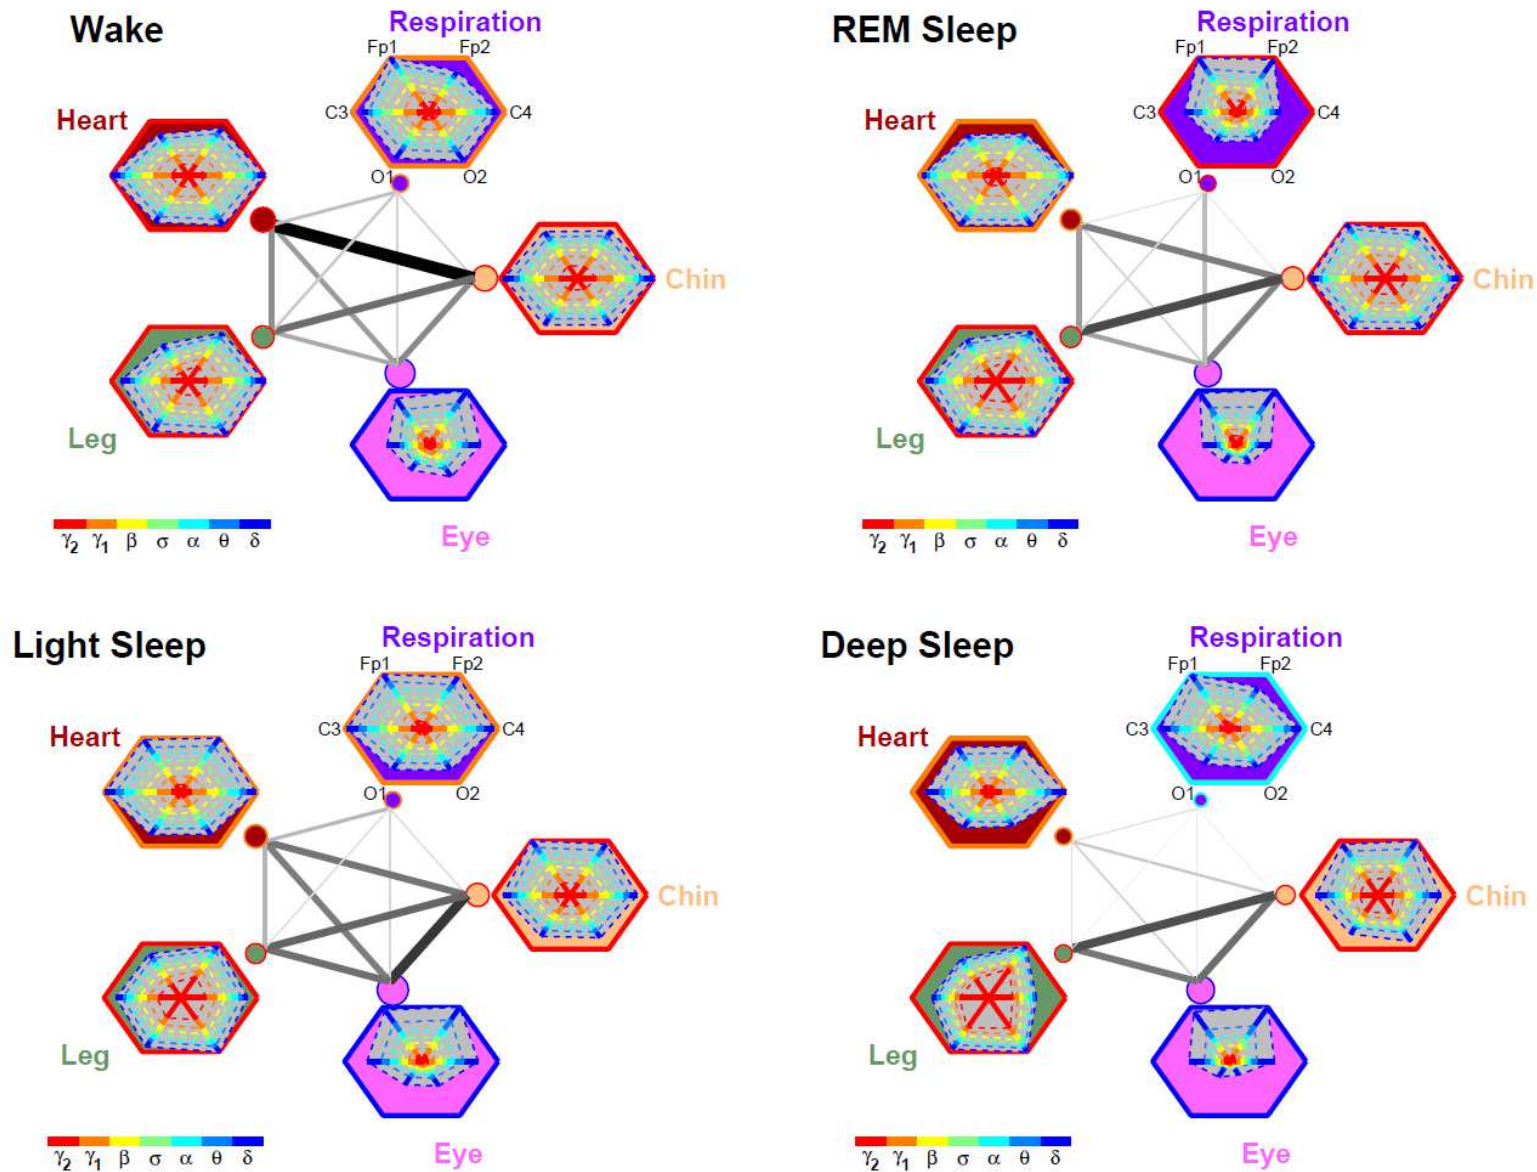 Wake
Respiration
Fp1 Fp2
Heart
C3 C4
O1 O2
Chin
Leg
Eye
γ2 γ1 β σ α θ δ
REM Sleep
Respiration
Fp1 Fp2
Heart
C3 C4
O1 O2
Chin
Leg
Eye
γ2 γ1 β σ α θ δ
Light Sleep
Respiration
Fp1 Fp2
Heart
C3 C4
O1 O2
Chin
Leg
Eye
γ2 γ1 β σ α θ δ
Deep Sleep
Respiration
Fp1 Fp2
Heart
C3 C4
O1 O2
Chin
Leg
Eye
γ2 γ1 β σ α θ δ